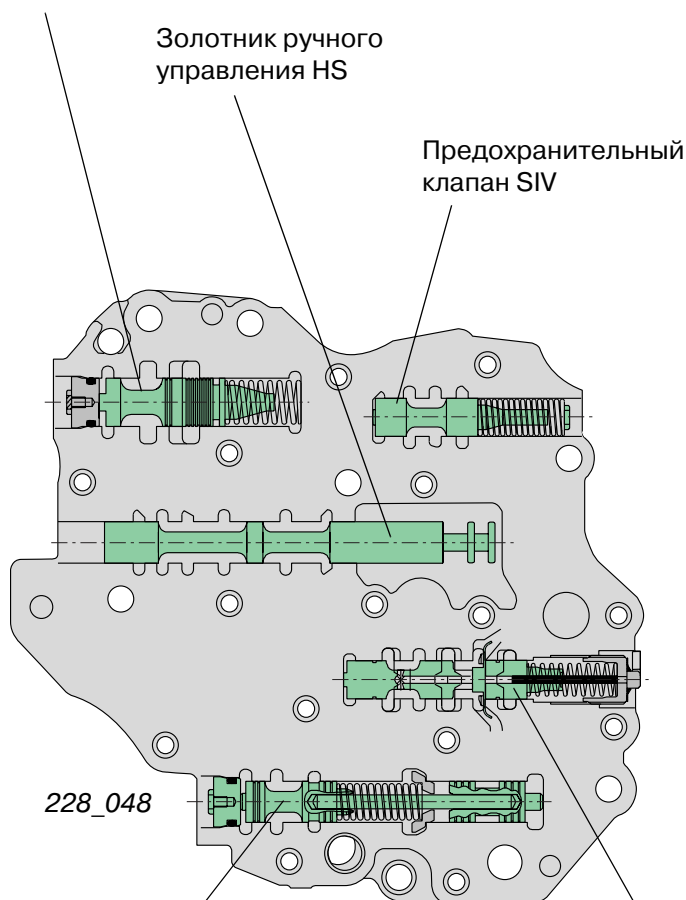 Золотник ручного
управления HS
Предохранительный
клапан SIV
228_048